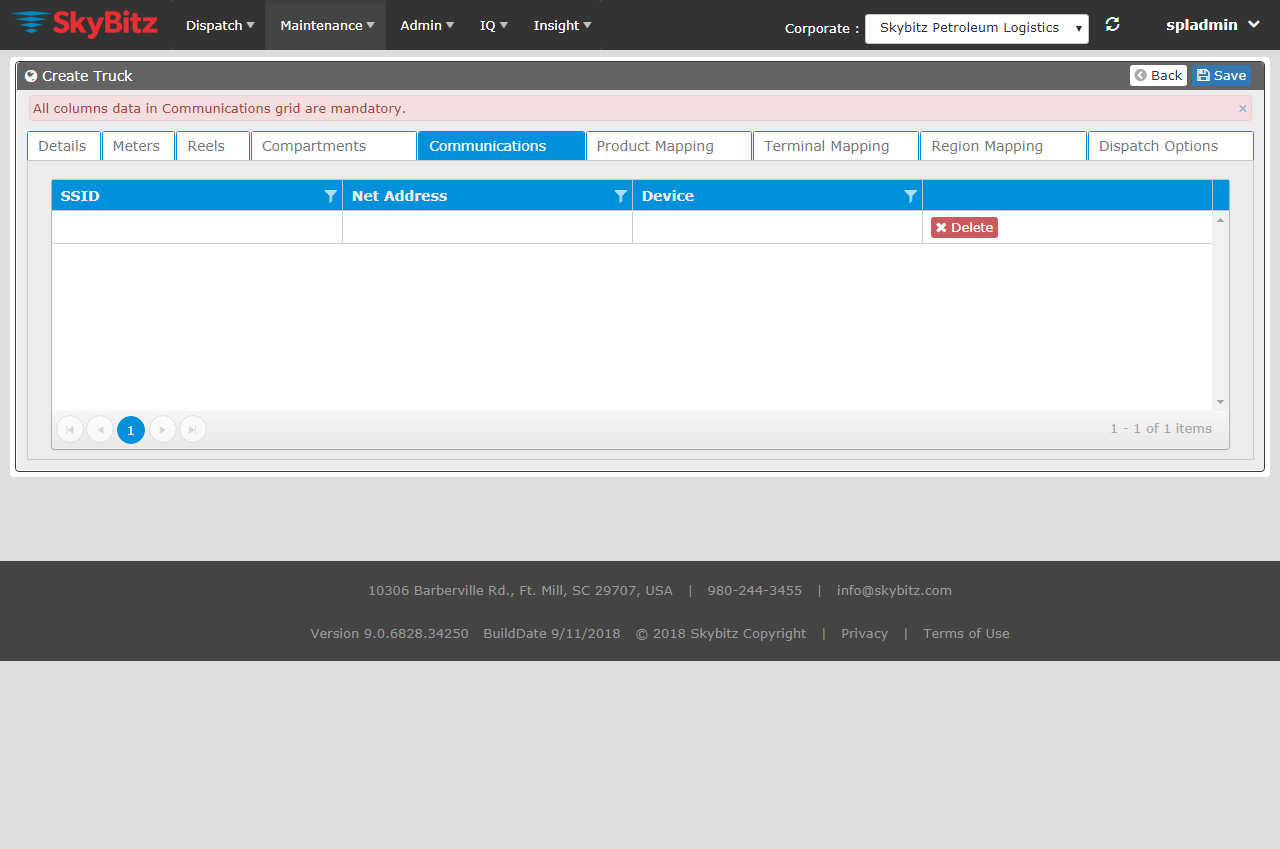 SkyBitz Dispatch Maintenance Admin IQ Insight Corporate : Skybitz Petroleum Logistics spladmin
Create Truck Back Save
All columns data in Communications grid are mandatory. ×
Details Meters Reels Compartments Communications Product Mapping Terminal Mapping Region Mapping Dispatch Options
SSID Net Address Device
Delete
1 1 - 1 of 1 items
10306 Barberville Rd., Ft. Mill, SC 29707, USA | 980-244-3455 | info@skybitz.com
Version 9.0.6828.34250 BuildDate 9/11/2018 © 2018 Skybitz Copyright | Privacy | Terms of Use